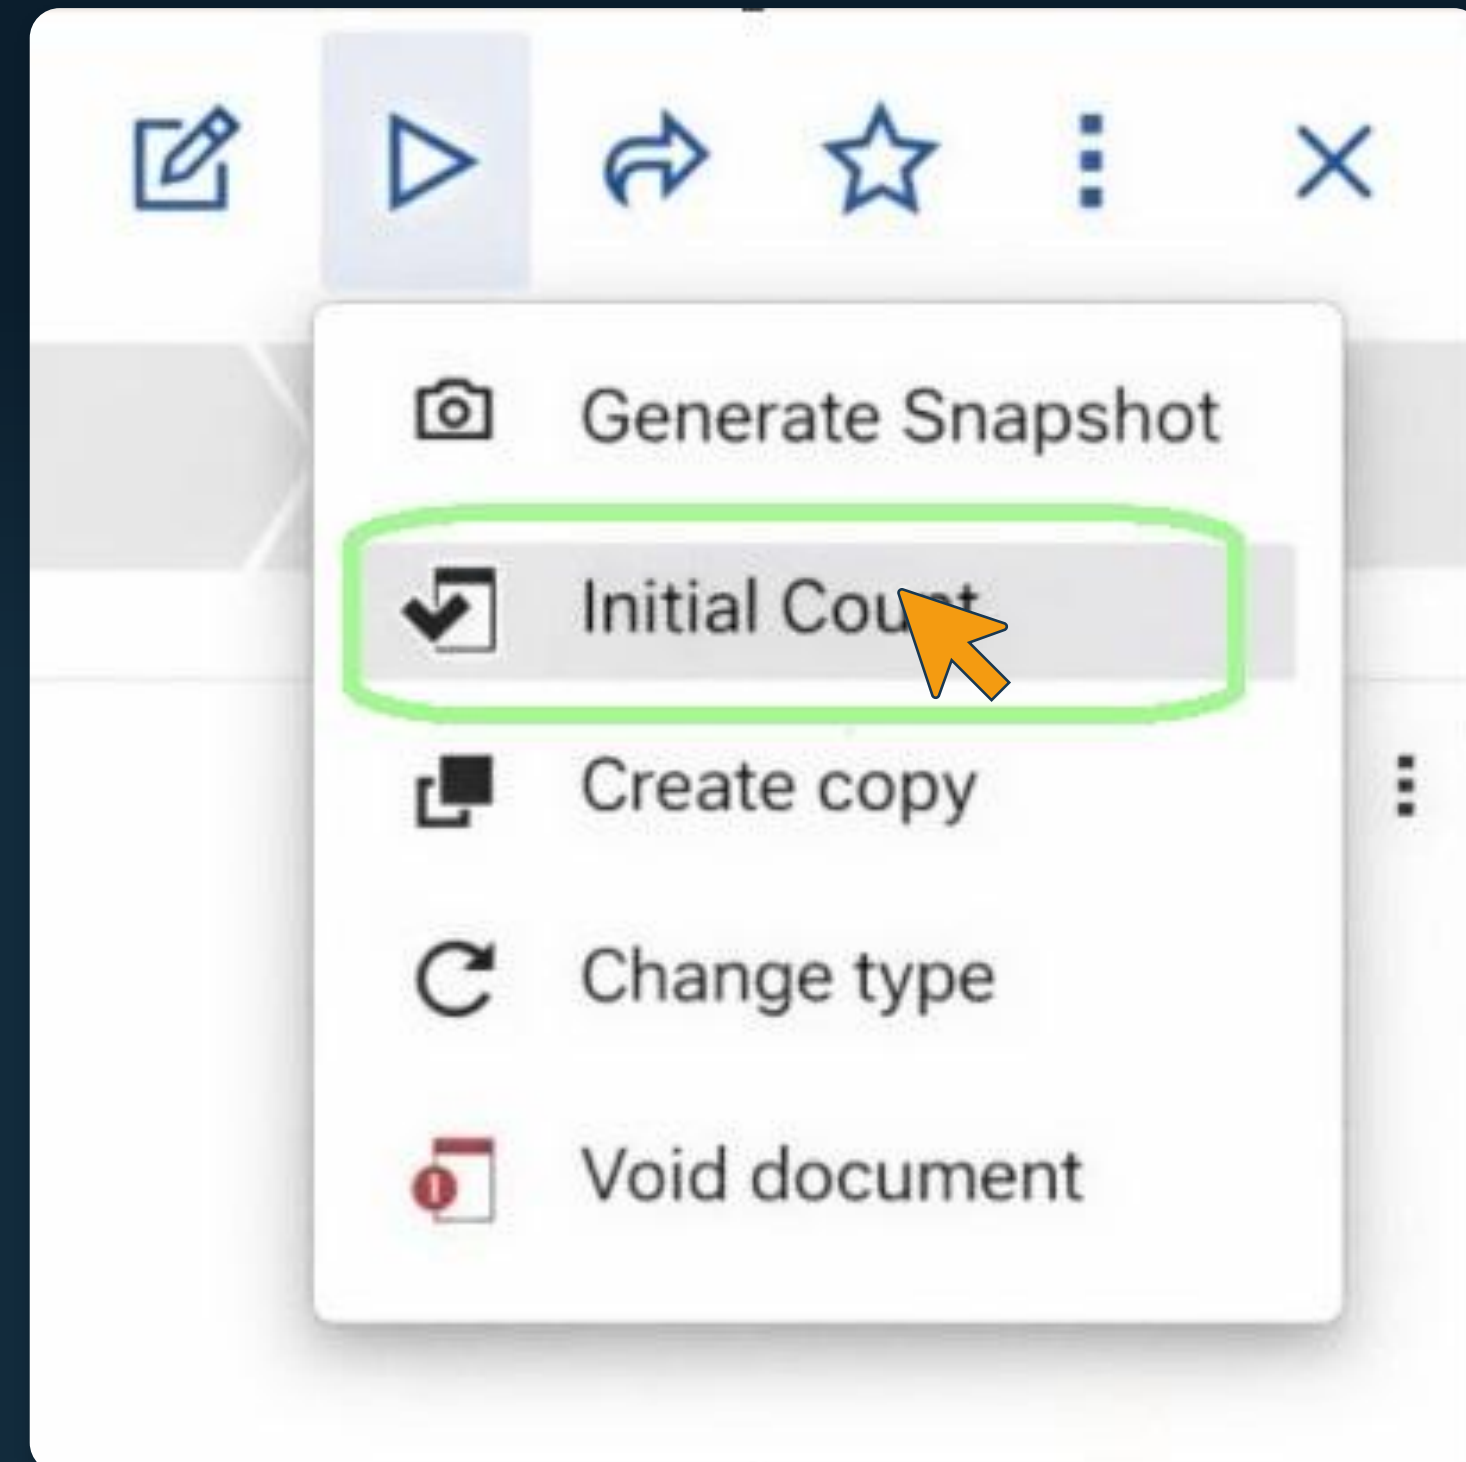 Generate Snapshot
Initial Count
Create copy
Change type
Void document